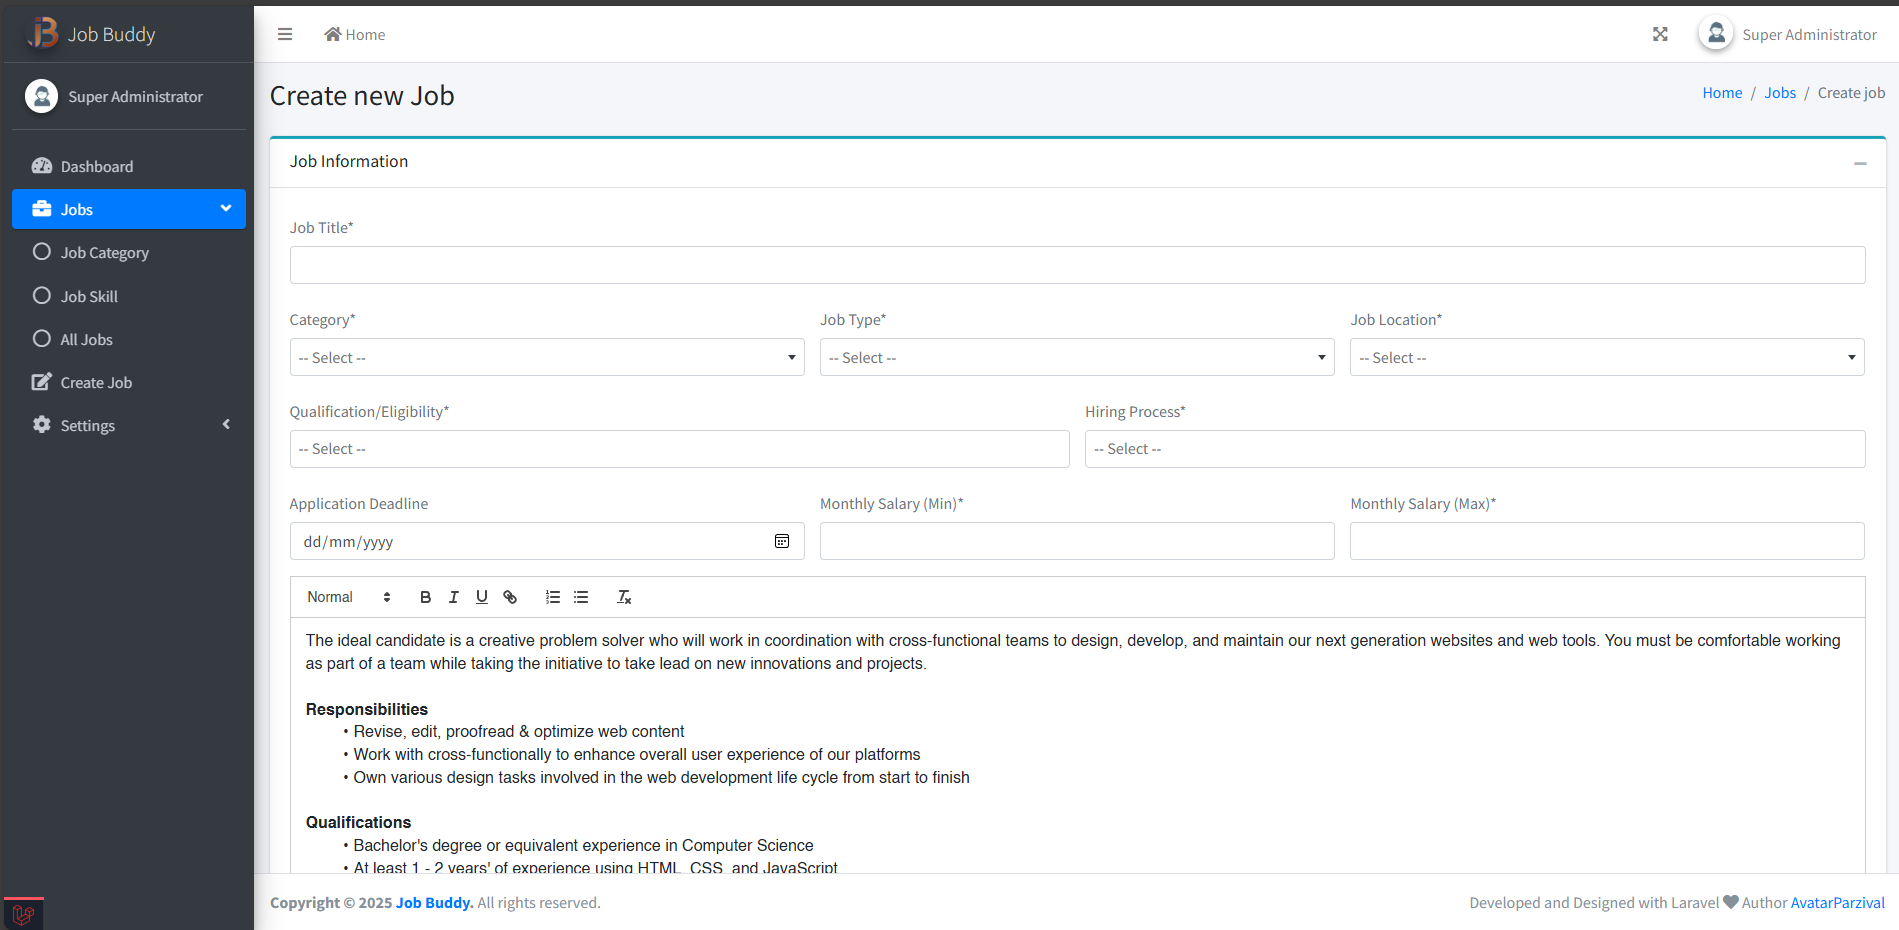 Job Buddy
Home
Super Administrator
Super Administrator
Dashboard
Jobs
Job Category
Job Skill
All Jobs
Create Job
Settings
Create new Job
Home / Jobs / Create job
Job Information
Job Title*
Category*
Job Type*
Job Location*
-- Select --
-- Select --
-- Select --
Qualification/Eligibility*
Hiring Process*
-- Select --
-- Select --
Application Deadline
Monthly Salary (Min)*
Monthly Salary (Max)*
dd/mm/yyyy
Normal
The ideal candidate is a creative problem solver who will work in coordination with cross-functional teams to design, develop, and maintain our next generation websites and web tools. You must be comfortable working
as part of a team while taking the initiative to take lead on new innovations and projects.
Responsibilities
• Revise, edit, proofread & optimize web content
• Work with cross-functionally to enhance overall user experience of our platforms
• Own various design tasks involved in the web development life cycle from start to finish
Qualifications
• Bachelor's degree or equivalent experience in Computer Science
• At least 1 - 2 years' of experience using HTML, CSS, and JavaScript
Copyright © 2025 Job Buddy. All rights reserved.
Developed and Designed with Laravel Author AvatarParzival